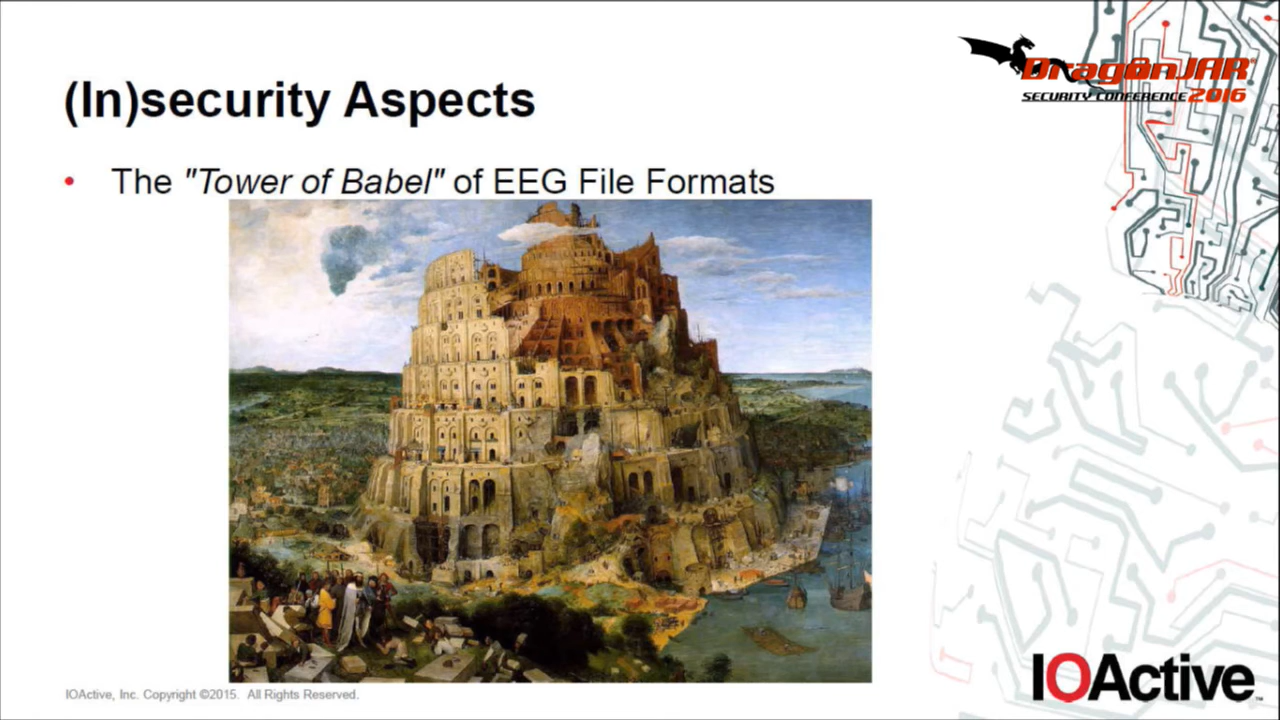 DragonJAR
SECURITY CONFERENCE 2016
(In)security Aspects
• The "Tower of Babel" of EEG File Formats
IOActive, Inc. Copyright ©2015. All Rights Reserved.
IOActive™